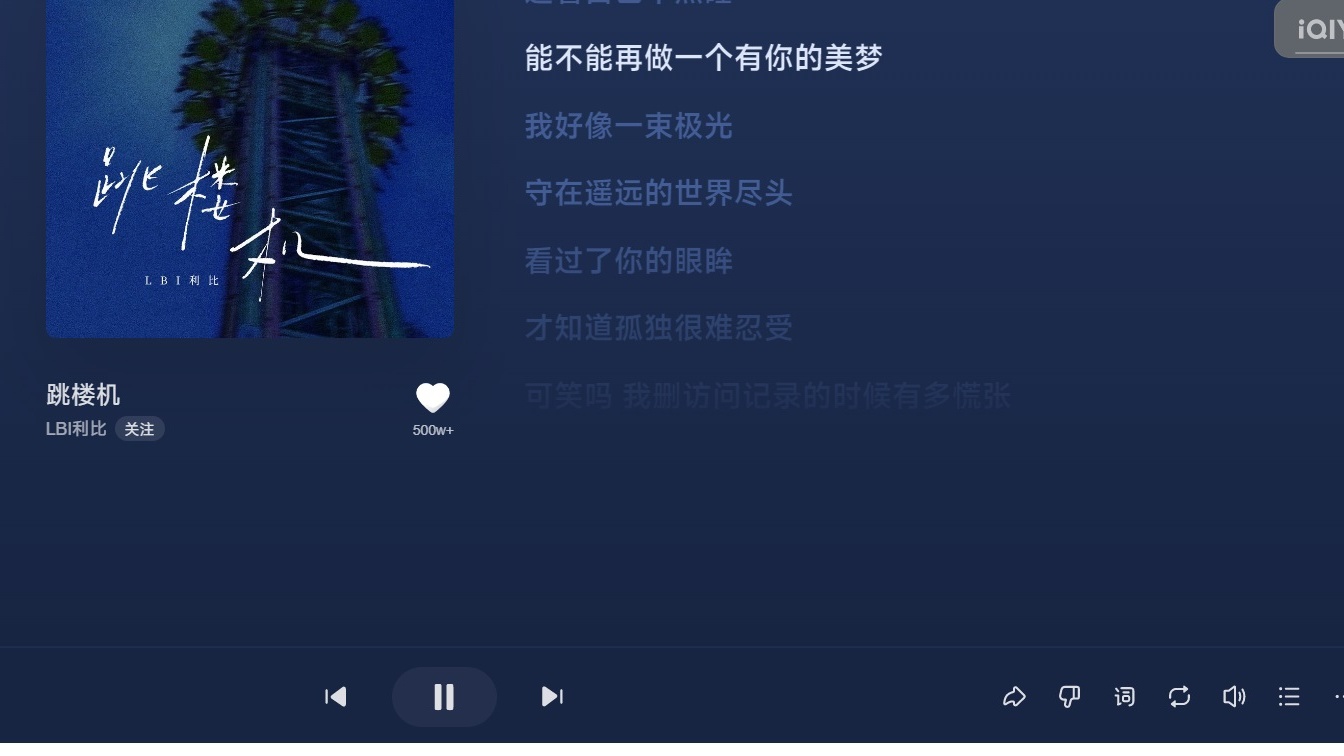 能不能再做一个有你的美梦
我好像一束极光
守在遥远的世界尽头
看过了你的眼眸
才知道孤独很难忍受
可笑吗 我删访问记录的时候有多慌张
跳楼机
LBI利比
跳楼机
LBI利比 关注
500w+
词